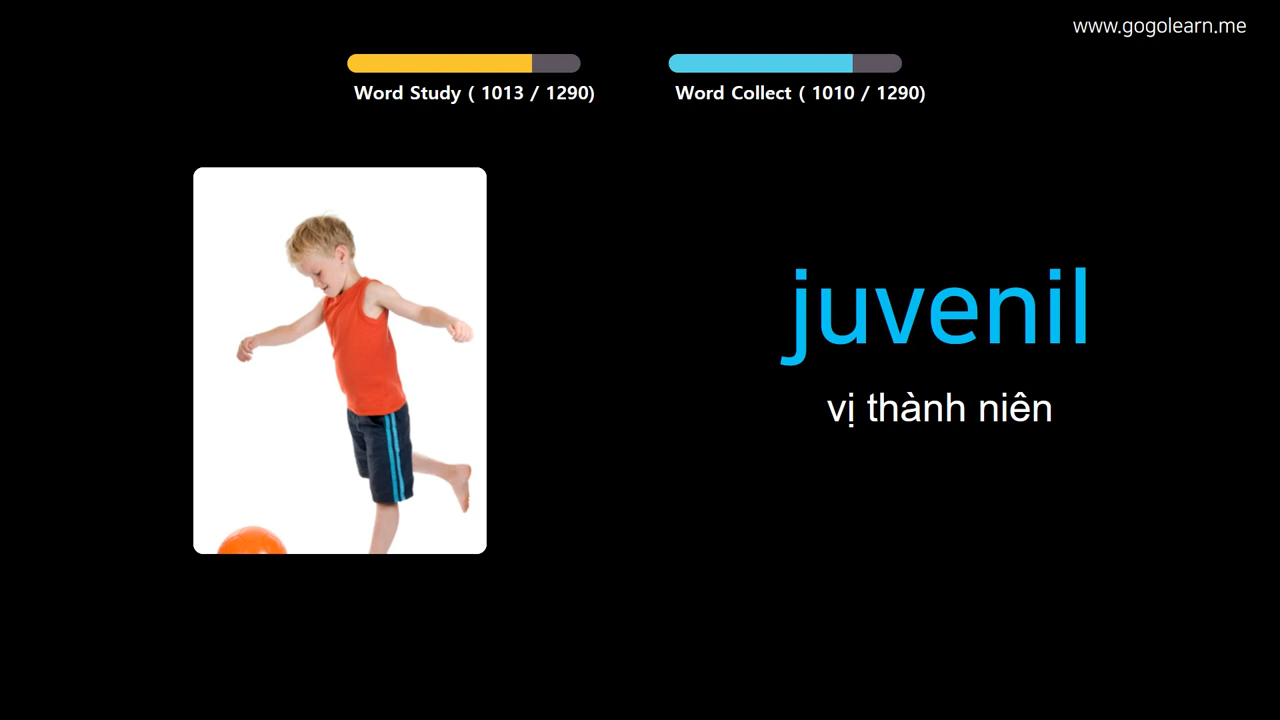 www.gogolearn.me
Word Study ( 1013 / 1290)
Word Collect ( 1010 / 1290)
juvenil
vị thành niên